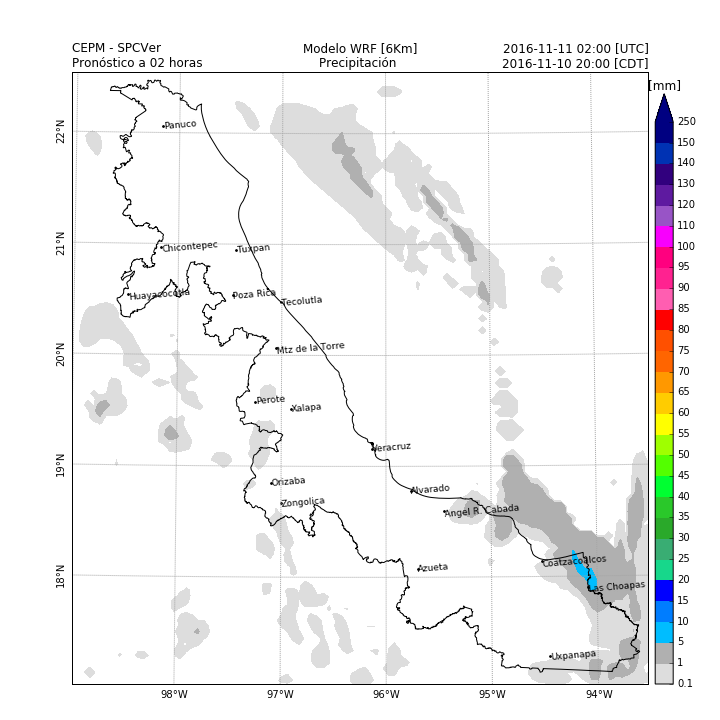 CEPM - SPCVer Modelo WRF [6Km] 2016-11-11 02:00 [UTC]
Pronóstico a 02 horas Precipitación 2016-11-10 20:00 [CDT]
[mm]
250
150
140
130
120
110
100
95
90
85
80
75
70
65
60
55
50
45
40
35
30
25
20
15
10
5
1
0.1
22°N
21°N
20°N
19°N
18°N
Panuco
Chicontepec
Tuxpan
Huayacocotla
Poza Rica
Tecolutla
Mtz de la Torre
Perote
Xalapa
Veracruz
Orizaba
Alvarado
Zongolica
Angel R. Cabada
Coatzacoalcos
Azueta
Las Choapas
Uxpanapa
98°W 97°W 96°W 95°W 94°W